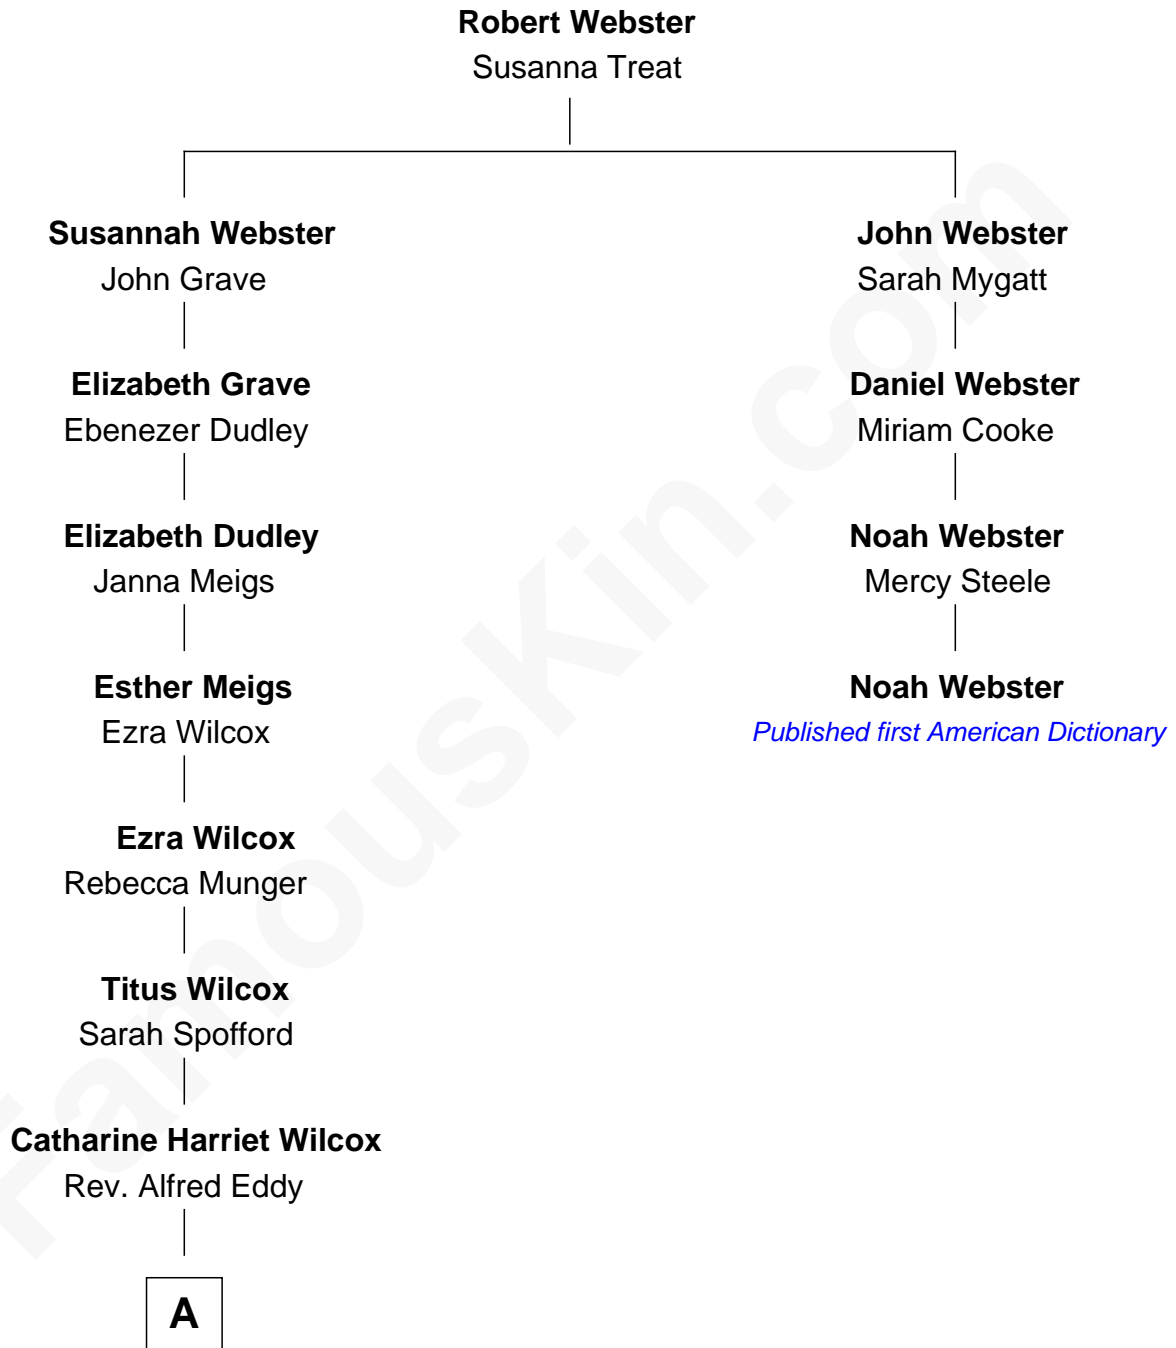 Robert Webster
Susanna Treat
Susannah Webster
John Grave
John Webster
Sarah Mygatt
Elizabeth Grave
Ebenezer Dudley
Daniel Webster
Miriam Cooke
Elizabeth Dudley
Janna Meigs
Noah Webster
Mercy Steele
Esther Meigs
Ezra Wilcox
Noah Webster
Published first American Dictionary
Ezra Wilcox
Rebecca Munger
Titus Wilcox
Sarah Spofford
Catharine Harriet Wilcox
Rev. Alfred Eddy
A
FamousKin.com